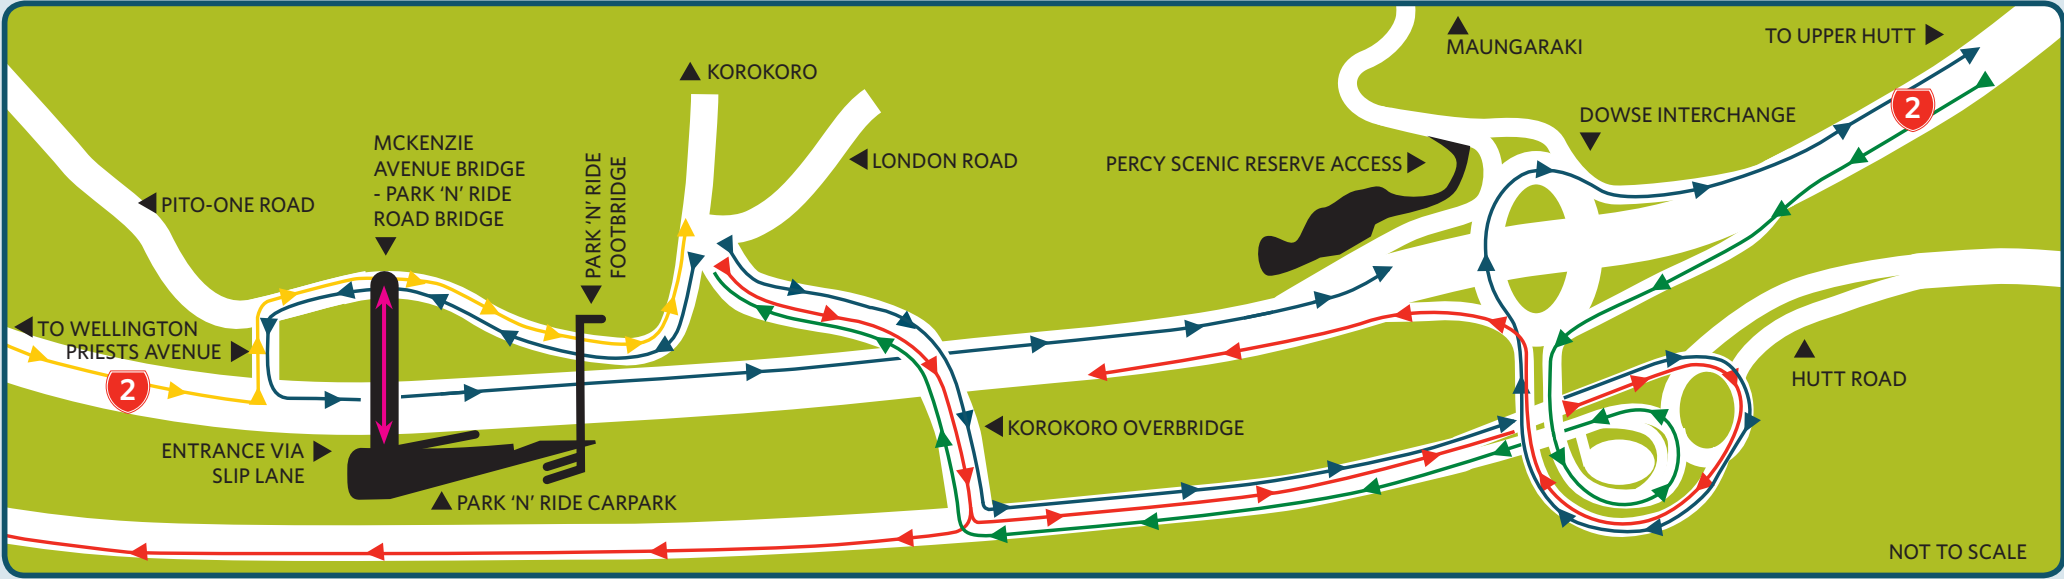 MAUNGARAKI
TO UPPER HUTT
KOROKORO
2
DOWSE INTERCHANGE
MCKENZIE
AVENUE BRIDGE
- PARK ‘N’ RIDE
ROAD BRIDGE
PARK ‘N’ RIDE
FOOTBRIDGE
LONDON ROAD
PERCY SCENIC RESERVE ACCESS
PITO-ONE ROAD
TO WELLINGTON
PRIESTS AVENUE
2
HUTT ROAD
KOROKORO OVERBRIDGE
ENTRANCE VIA
SLIP LANE
PARK ‘N’ RIDE CARPARK
NOT TO SCALE